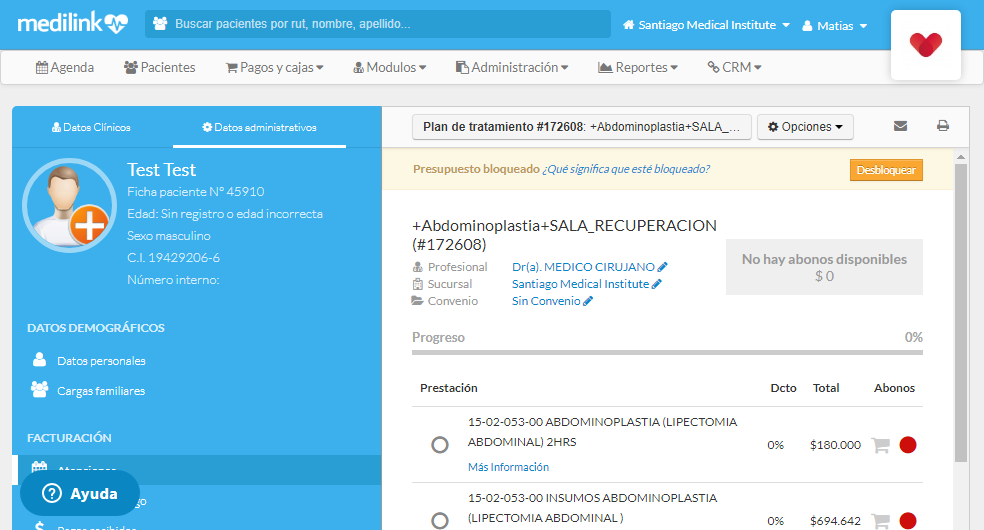 medilink
Buscar pacientes por rut, nombre, apellido...
Santiago Medical Institute
Matias
Agenda
Pacientes
Pagos y cajas
Modulos
Administración
Reportes
CRM
Datos Clínicos
Datos administrativos
Test Test
Ficha paciente N° 45910
Edad: Sin registro o edad incorrecta
Sexo masculino
C.I. 19429206-6
Número interno:
DATOS DEMOGRÁFICOS
Datos personales
Cargas familiares
FACTURACIÓN
Atenciones
Ayuda
Pagos recibidos
Plan de tratamiento #172608: +Abdominoplastia+SALA_...
Opciones
Presupuesto bloqueado ¿Qué significa que esté bloqueado?
Desbloquear
+Abdominoplastia+SALA_RECUPERACION
(#172608)
No hay abonos disponibles
$ 0
Profesional Dr(a). MEDICO CIRUJANO
Sucursal Santiago Medical Institute
Convenio Sin Convenio
Progreso 0%
Prestación Dcto Total Abonos
15-02-053-00 ABDOMINOPLASTIA (LIPECTOMIA
ABDOMINAL) 2HRS
0% $180.000
Más Información
15-02-053-00 INSUMOS ABDOMINOPLASTIA
(LIPECTOMIA ABDOMINAL )
0% $694.642